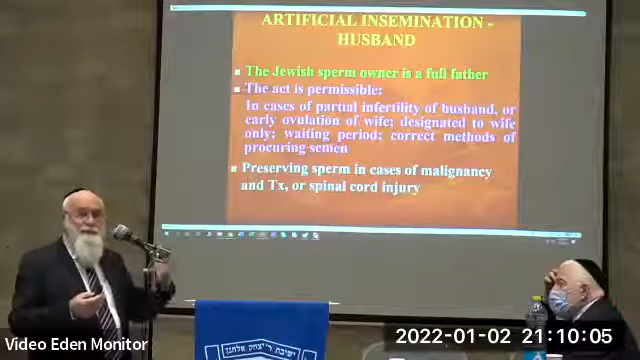 ARTIFICIAL INSEMINATION -
HUSBAND
The Jewish sperm owner is a full father
The act is permissible:
In cases of partial infertility of husband, or
early ovulation of wife; designated to wife
only; waiting period; correct methods of
procuring semen
Preserving sperm in cases of malignancy
and Tx, or spinal cord injury
ישיבת ר' יצחק אלחנן
Video Eden Monitor
2022-01-02 21:10:05